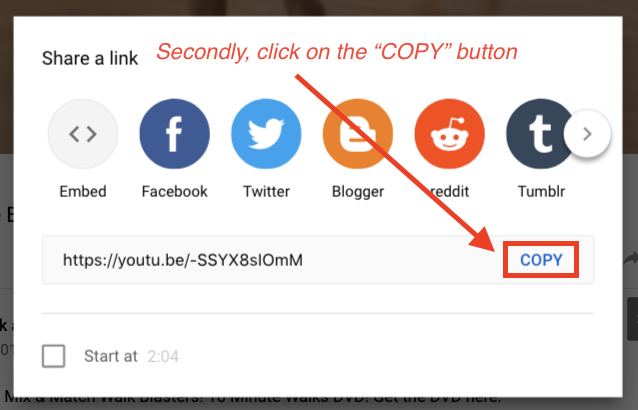 Secondly, click on the “COPY” button
Share a link
Embed
Facebook
Twitter
Blogger
reddit
Tumblr
https://youtu.be/-SSYX8sIOmM
COPY
Start at 2:04
Mix & Match Walk Blasters! 10 Minute Walks DVD! Get the DVD here: